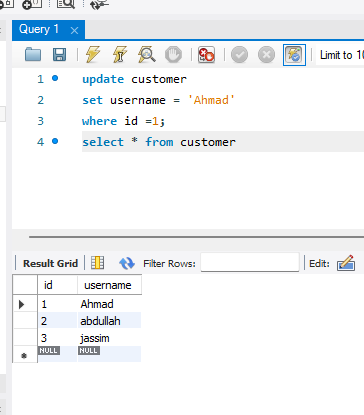 Query 1
Limit to 10
1 update customer
2 set username = 'Ahmad'
3 where id =1;
4 select * from customer
Result Grid Filter Rows: Edit:
id username
1 Ahmad
2 abdullah
3 jassim
NULL NULL